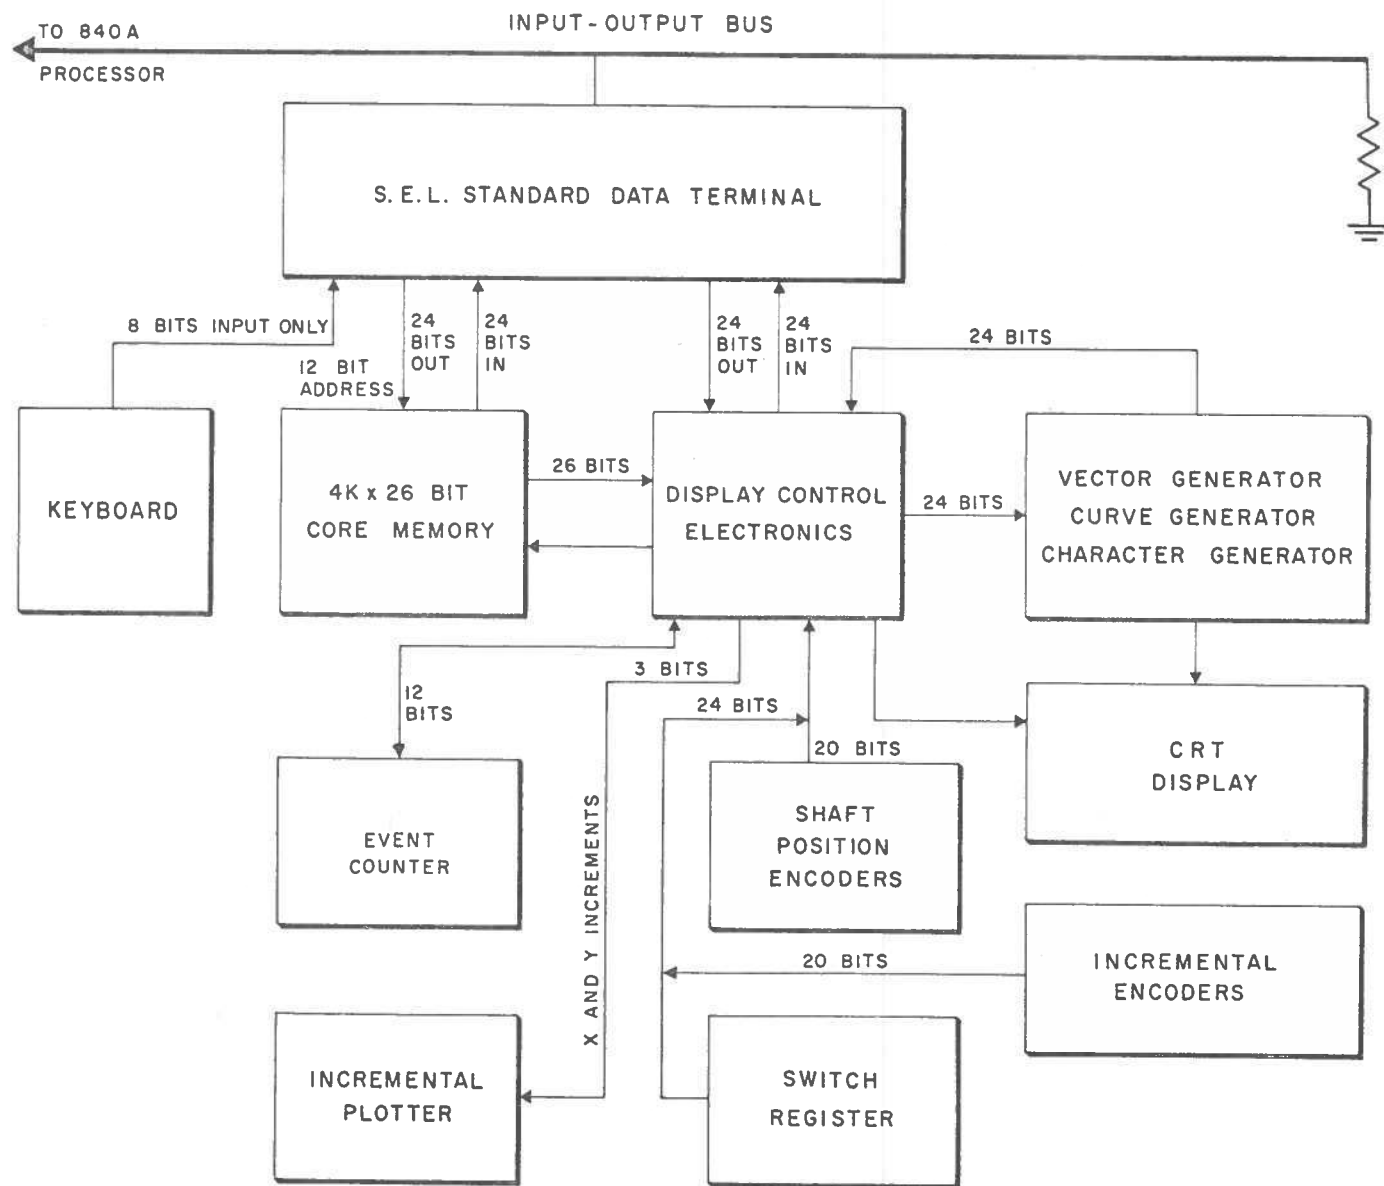 INPUT-OUTPUT BUS
TO 840A
PROCESSOR
S.E.L. STANDARD DATA TERMINAL
8 BITS INPUT ONLY
24
BITS
OUT
24
BITS
IN
12 BIT
ADDRESS
24
BITS
OUT
24
BITS
IN
24 BITS
KEYBOARD
4K x 26 BIT
CORE MEMORY
26 BITS
DISPLAY CONTROL
ELECTRONICS
24 BITS
VECTOR GENERATOR
CURVE GENERATOR
CHARACTER GENERATOR
12
BITS
3 BITS
24 BITS
20 BITS
CRT
DISPLAY
EVENT
COUNTER
X AND Y INCREMENTS
SHAFT
POSITION
ENCODERS
20 BITS
INCREMENTAL
ENCODERS
INCREMENTAL
PLOTTER
SWITCH
REGISTER